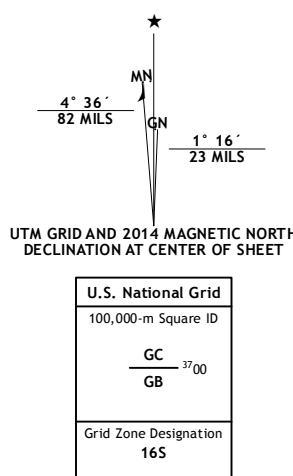 ★
MN
GN
4° 36´
82 MILS
1° 16´
23 MILS
UTM GRID AND 2014 MAGNETIC NORTH
DECLINATION AT CENTER OF SHEET
U.S. National Grid
100,000-m Square ID
GC
GB
3700
Grid Zone Designation
16S